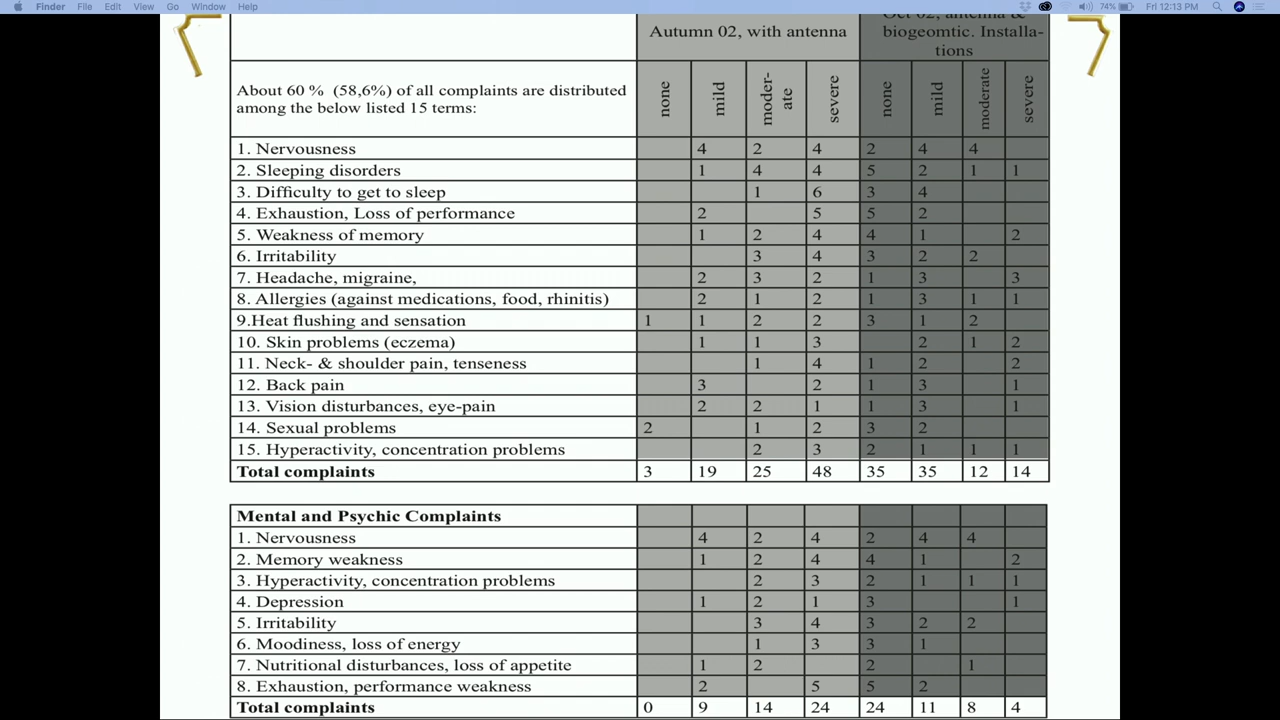 Finder File Edit View Go Window Help 74% Fri 12:13 PM
Autumn 02, with antenna
Oct 02, antenna &
biogeomtic. Installa-
tions
About 60 % (58,6%) of all complaints are distributed
among the below listed 15 terms:
none mild moder-
ate severe none mild moderate severe
1. Nervousness 4 2 4 2 4 4
2. Sleeping disorders 1 4 4 5 2 1 1
3. Difficulty to get to sleep 1 6 3 4
4. Exhaustion, Loss of performance 2 5 5 2
5. Weakness of memory 1 2 4 4 1 2
6. Irritability 3 4 3 2 2
7. Headache, migraine, 2 3 2 1 3 3
8. Allergies (against medications, food, rhinitis) 2 1 2 1 3 1 1
9.Heat flushing and sensation 1 1 2 2 3 1 2
10. Skin problems (eczema) 1 1 3 2 1 2
11. Neck- & shoulder pain, tenseness 1 4 1 2 2
12. Back pain 3 2 1 3 1
13. Vision disturbances, eye-pain 2 2 1 1 3 1
14. Sexual problems 2 1 2 3 2
15. Hyperactivity, concentration problems 2 3 2 1 1 1
Total complaints 3 19 25 48 35 35 12 14
Mental and Psychic Complaints
1. Nervousness 4 2 4 2 4 4
2. Memory weakness 1 2 4 4 1 2
3. Hyperactivity, concentration problems 2 3 2 1 1 1
4. Depression 1 2 1 3 1
5. Irritability 3 4 3 2 2
6. Moodiness, loss of energy 1 3 3 1
7. Nutritional disturbances, loss of appetite 1 2 2 1
8. Exhaustion, performance weakness 2 5 5 2
Total complaints 0 9 14 24 24 11 8 4